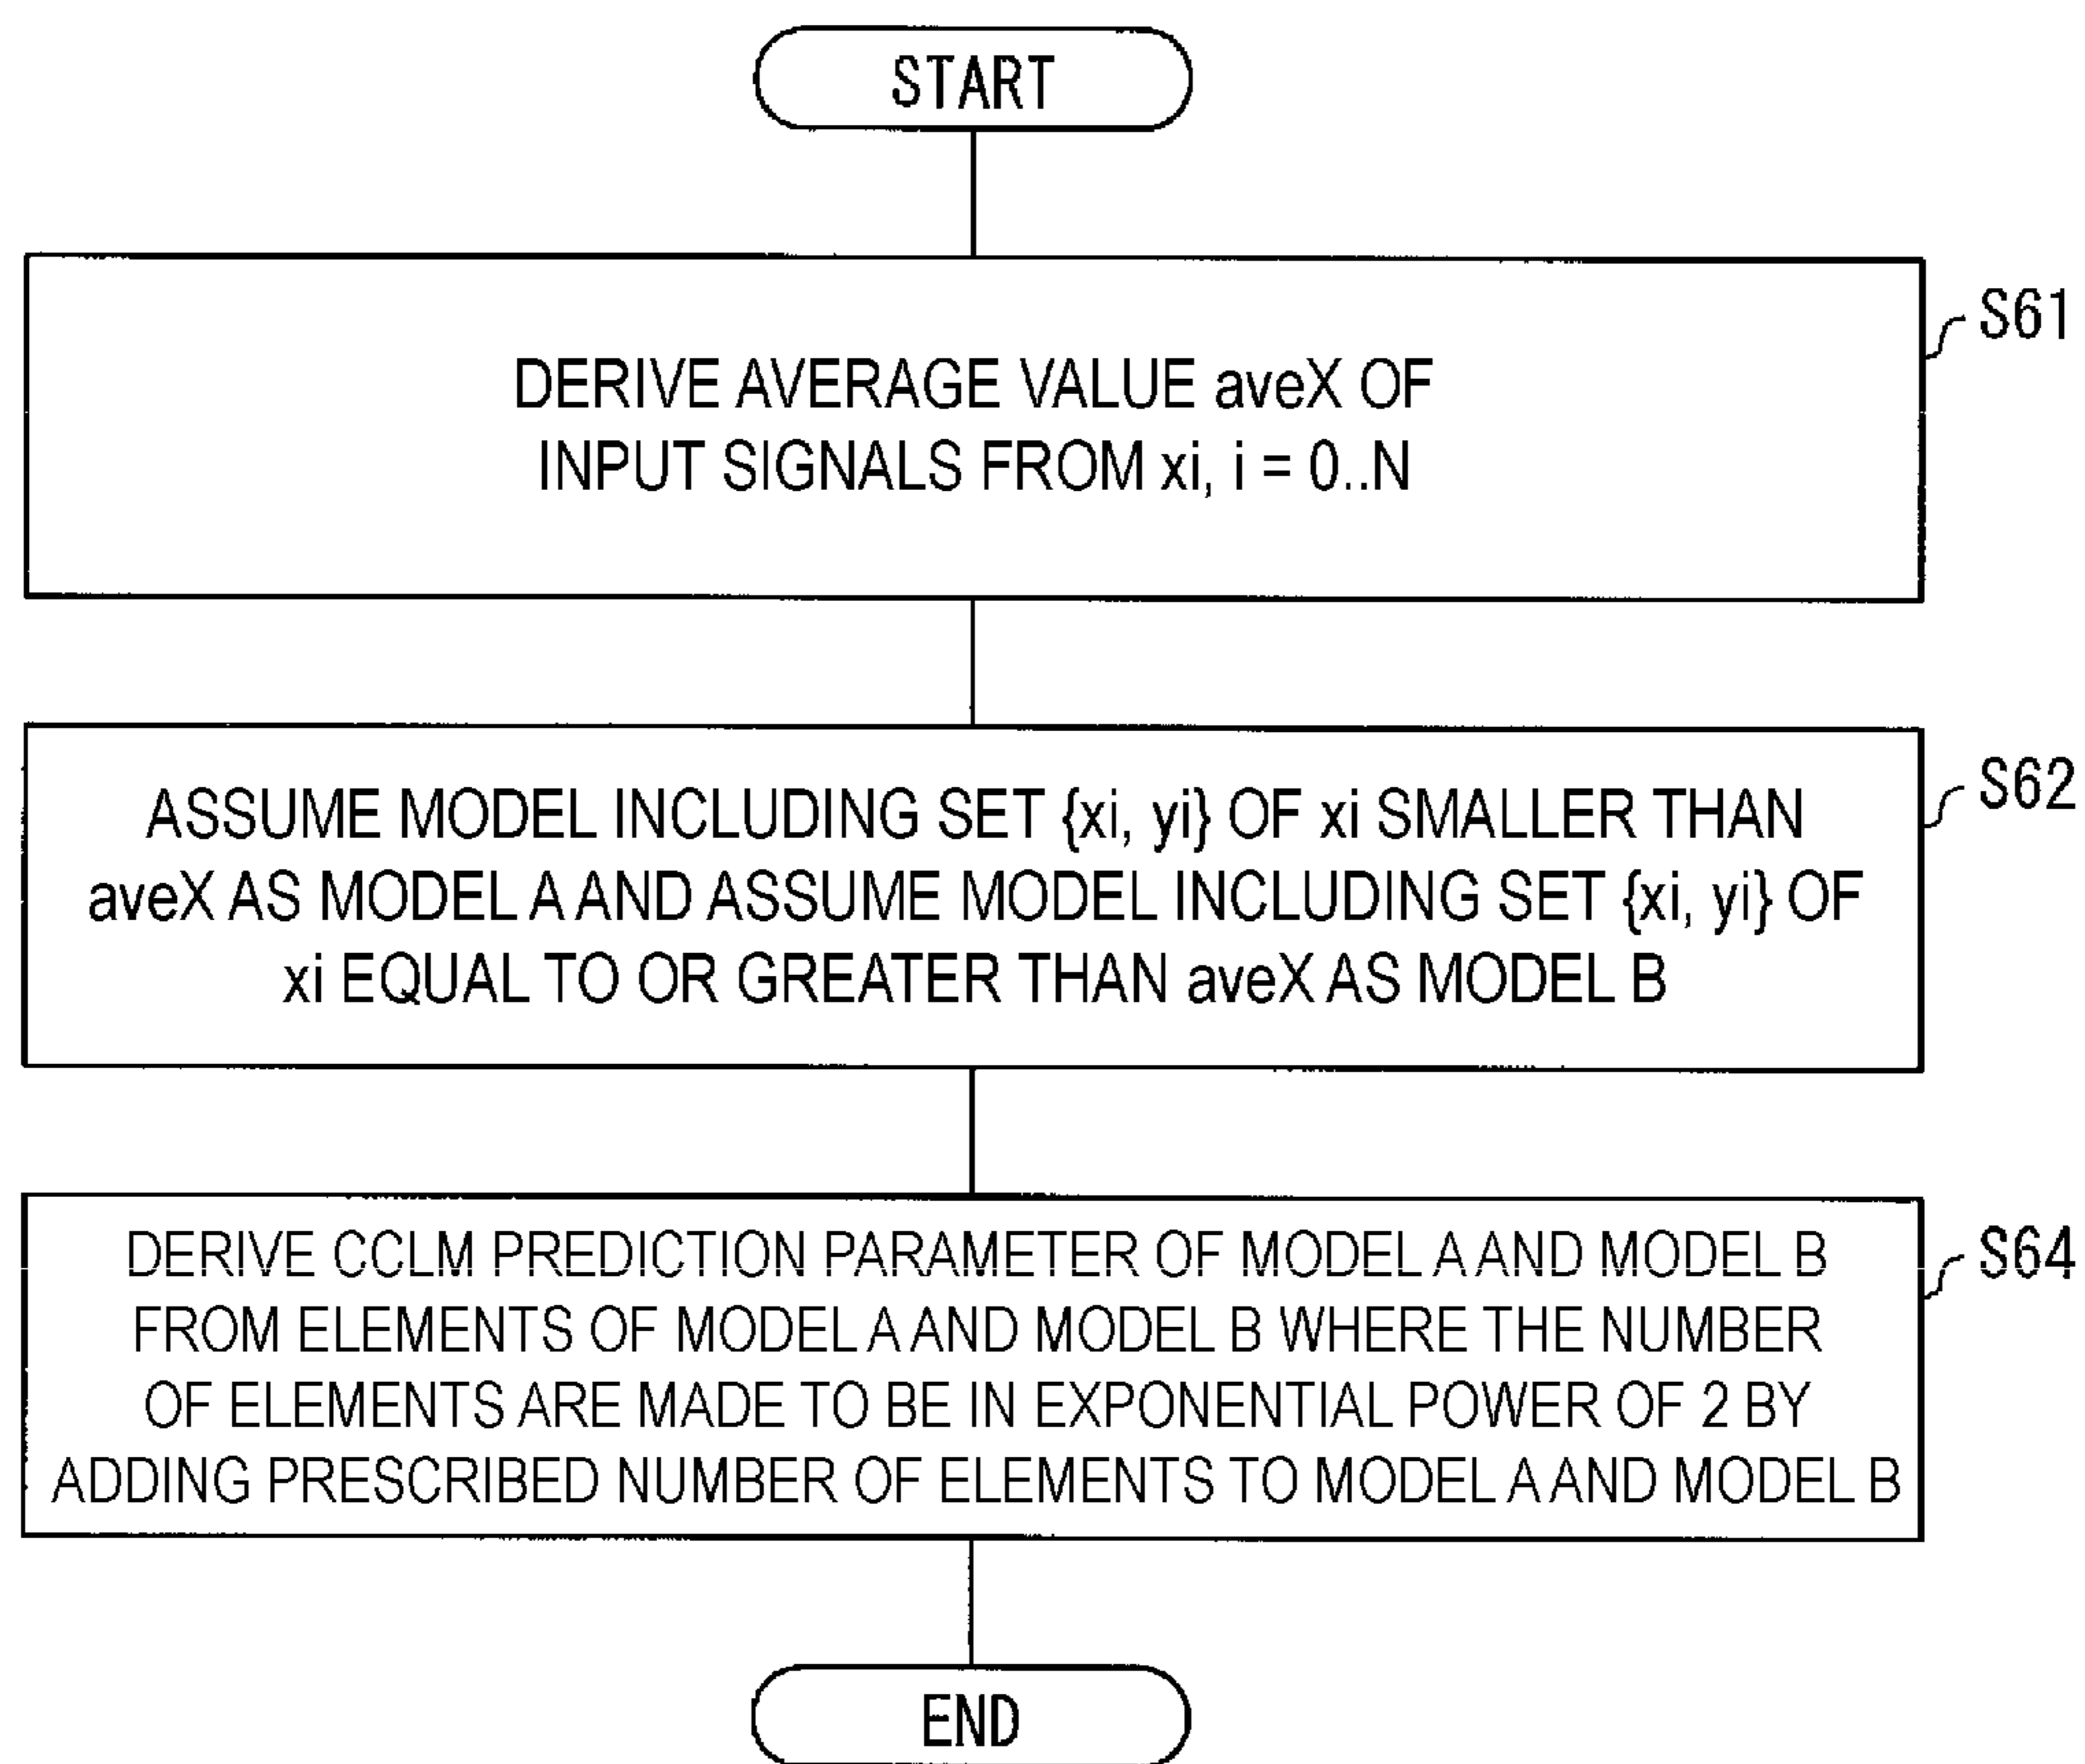 START
DERIVE AVERAGE VALUE aveX OF
INPUT SIGNALS FROM xi, i = 0..N
S61
ASSUME MODEL INCLUDING SET {xi, yi} OF xi SMALLER THAN
aveX AS MODEL A AND ASSUME MODEL INCLUDING SET {xi, yi} OF
xi EQUAL TO OR GREATER THAN aveX AS MODEL B
S62
DERIVE CCLM PREDICTION PARAMETER OF MODEL A AND MODEL B
FROM ELEMENTS OF MODEL A AND MODEL B WHERE THE NUMBER
OF ELEMENTS ARE MADE TO BE IN EXPONENTIAL POWER OF 2 BY
ADDING PRESCRIBED NUMBER OF ELEMENTS TO MODEL A AND MODEL B
S64
END